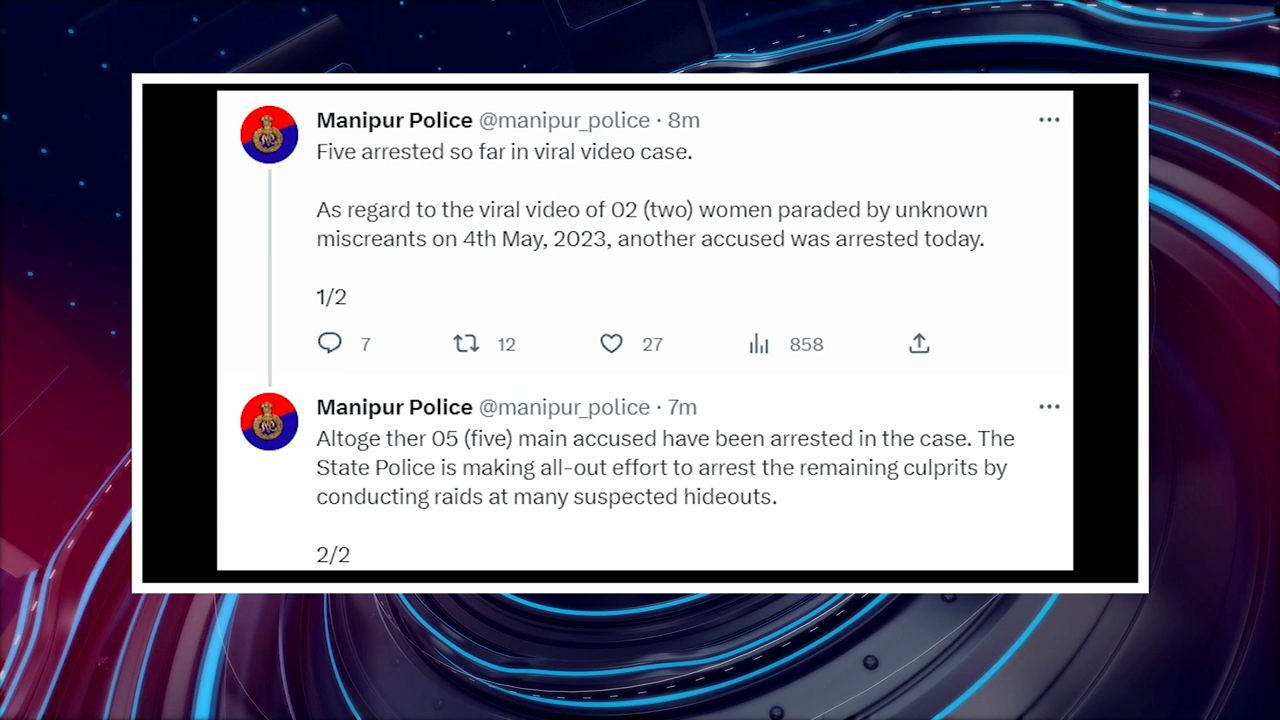 Manipur Police @manipur_police · 8m
Five arrested so far in viral video case.
As regard to the viral video of 02 (two) women paraded by unknown
miscreants on 4th May, 2023, another accused was arrested today.
1/2
7 12 27 858
Manipur Police @manipur_police · 7m
Altoge ther 05 (five) main accused have been arrested in the case. The
State Police is making all-out effort to arrest the remaining culprits by
conducting raids at many suspected hideouts.
2/2